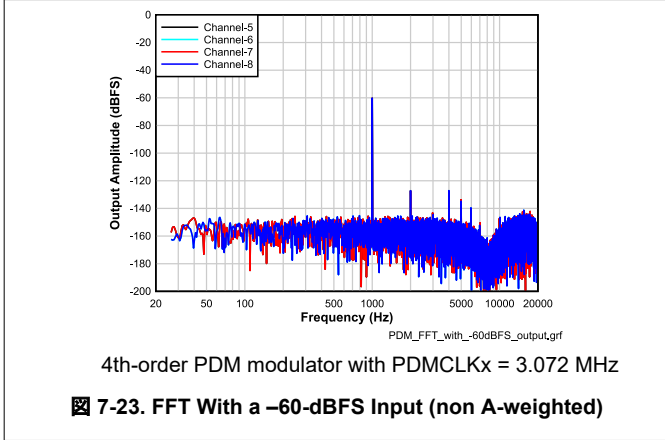 0
-20
-40
-60
-80
-100
-120
-140
-160
-180
-200
Output Amplitude (dBFS)
Channel-5
Channel-6
Channel-7
Channel-8
20 50 100 500 1000 5000 10000 20000
Frequency (Hz)
PDM_FFT_with_-60dBFS_output.grf
4th-order PDM modulator with PDMCLKx = 3.072 MHz
図 7-23. FFT With a –60-dBFS Input (non A-weighted)